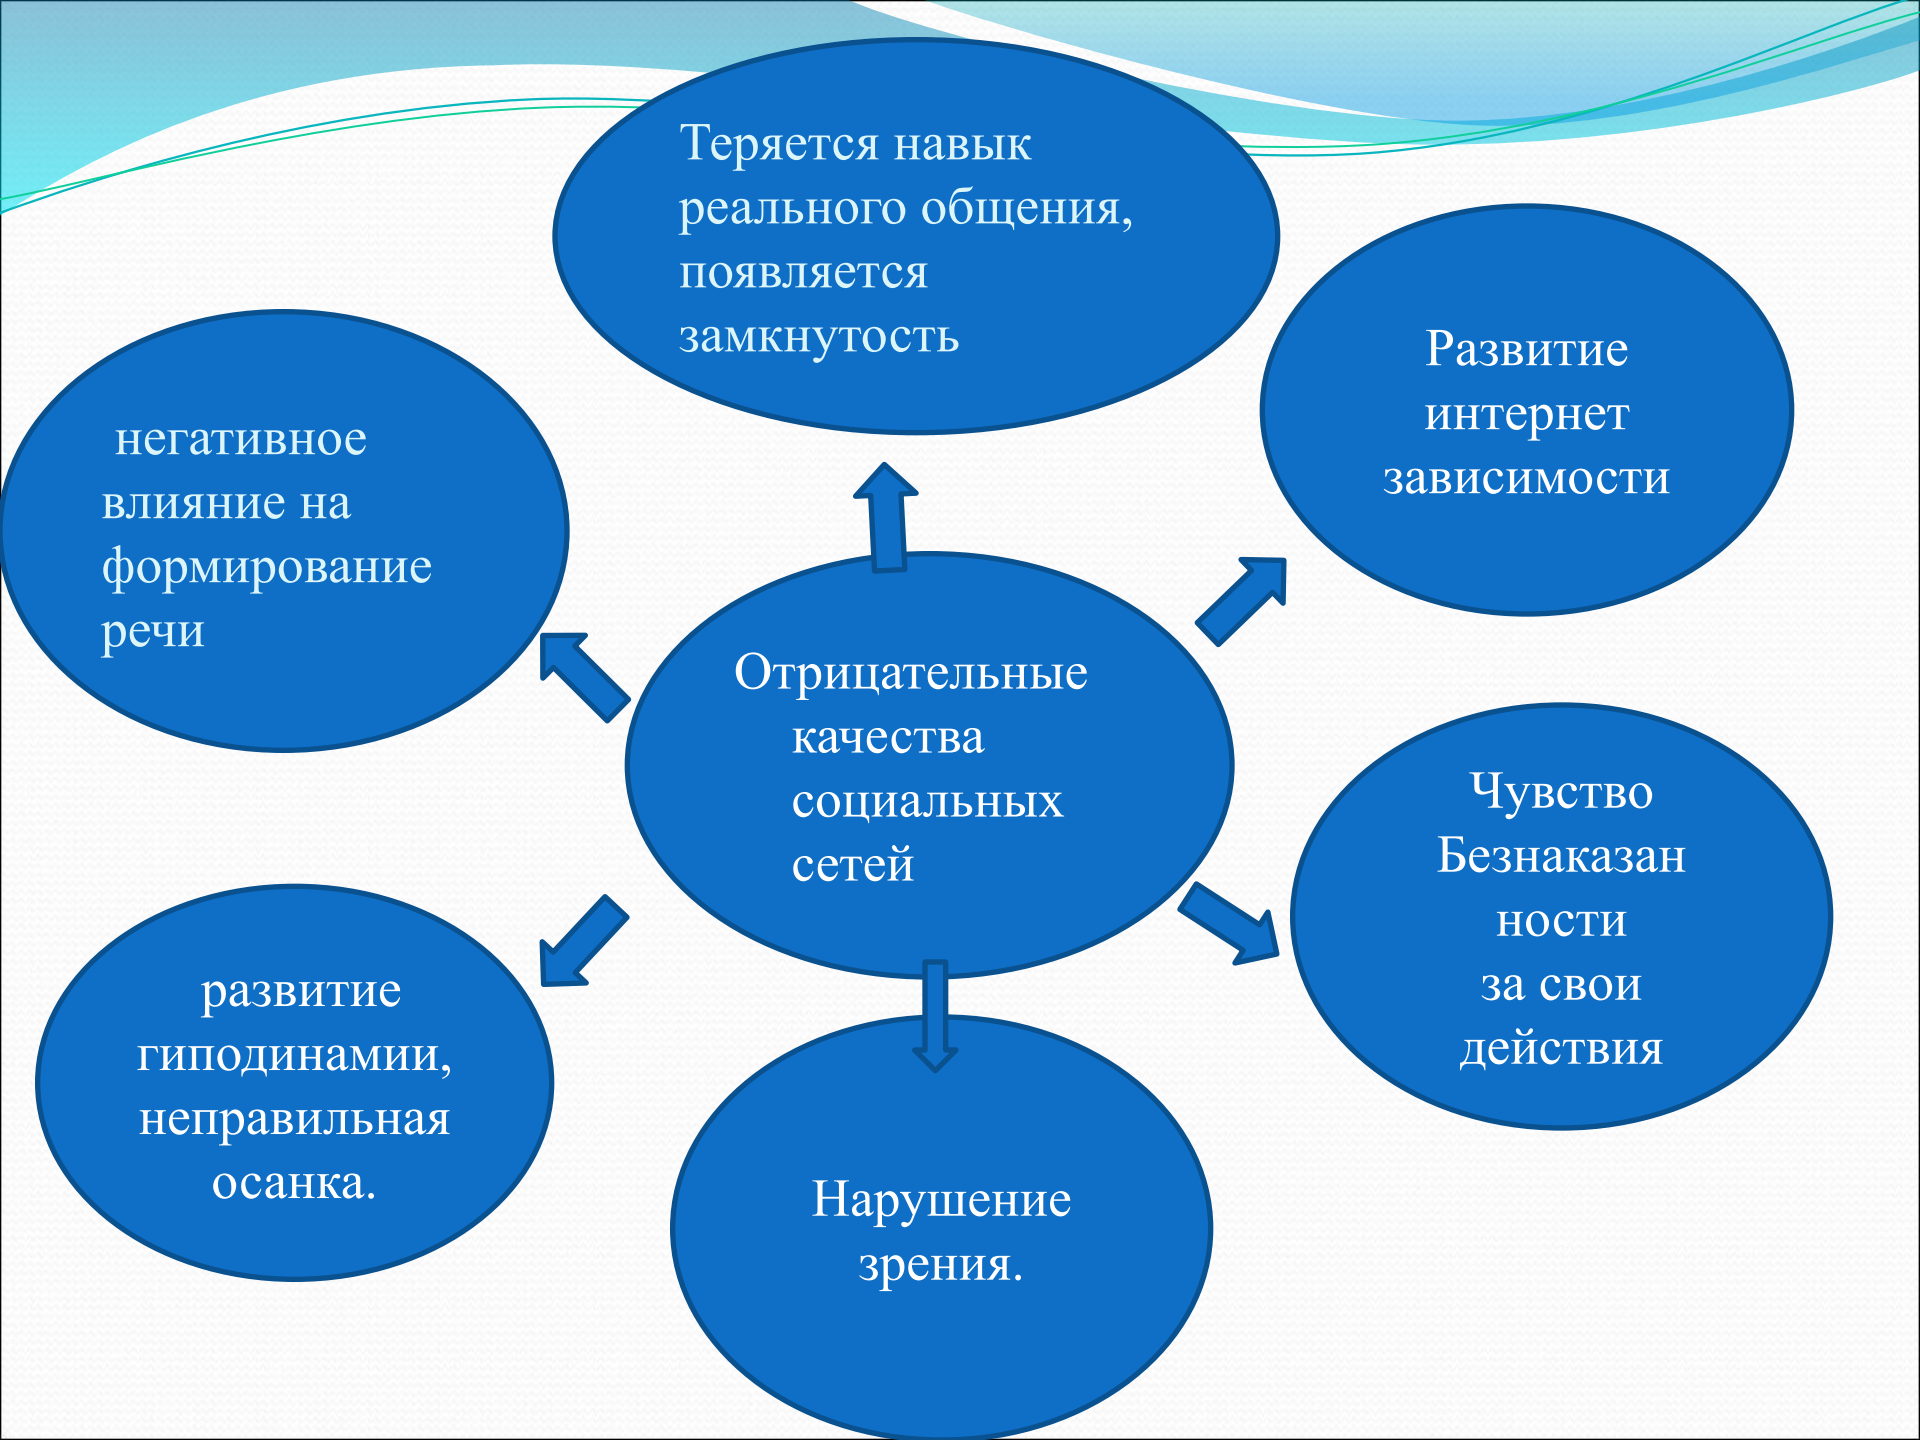 Теряется навык
реального общения,
появляется
замкнутость
Развитие
интернет
зависимости
негативное
влияние на
формирование
речи
Отрицательные
качества
социальных
сетей
Чувство
Безнаказан
ности
за свои
действия
развитие
гиподинамии,
неправильная
осанка.
Нарушение
зрения.